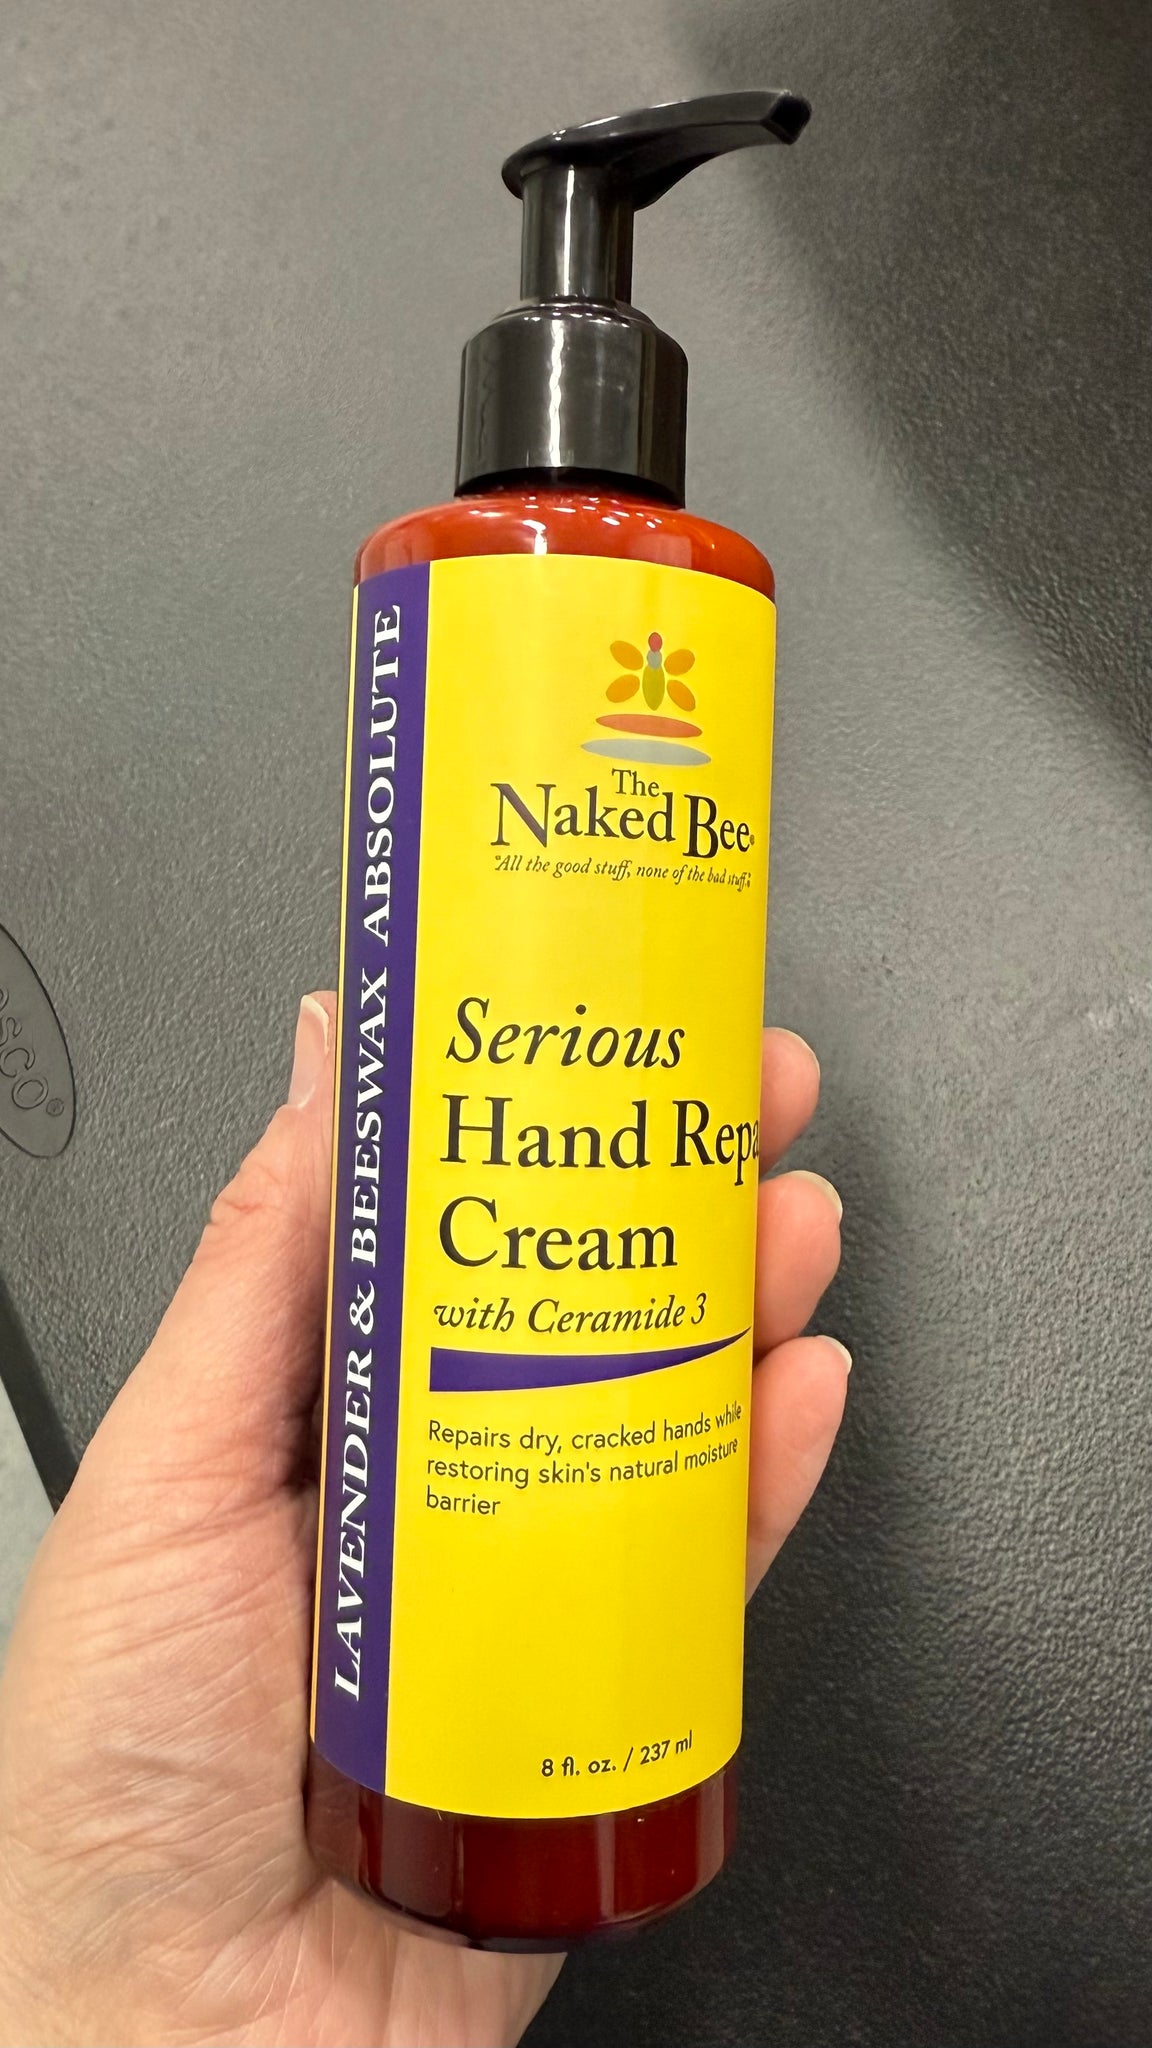 LAVENDER & BEESWAX ABSOLUTE
The
Naked Bee®
"All the good stuff, none of the bad stuff."®
Serious
Hand Repa
Cream
with Ceramide 3
Repairs dry, cracked hands while
restoring skin's natural moisture
barrier
8 fl. oz. / 237 ml